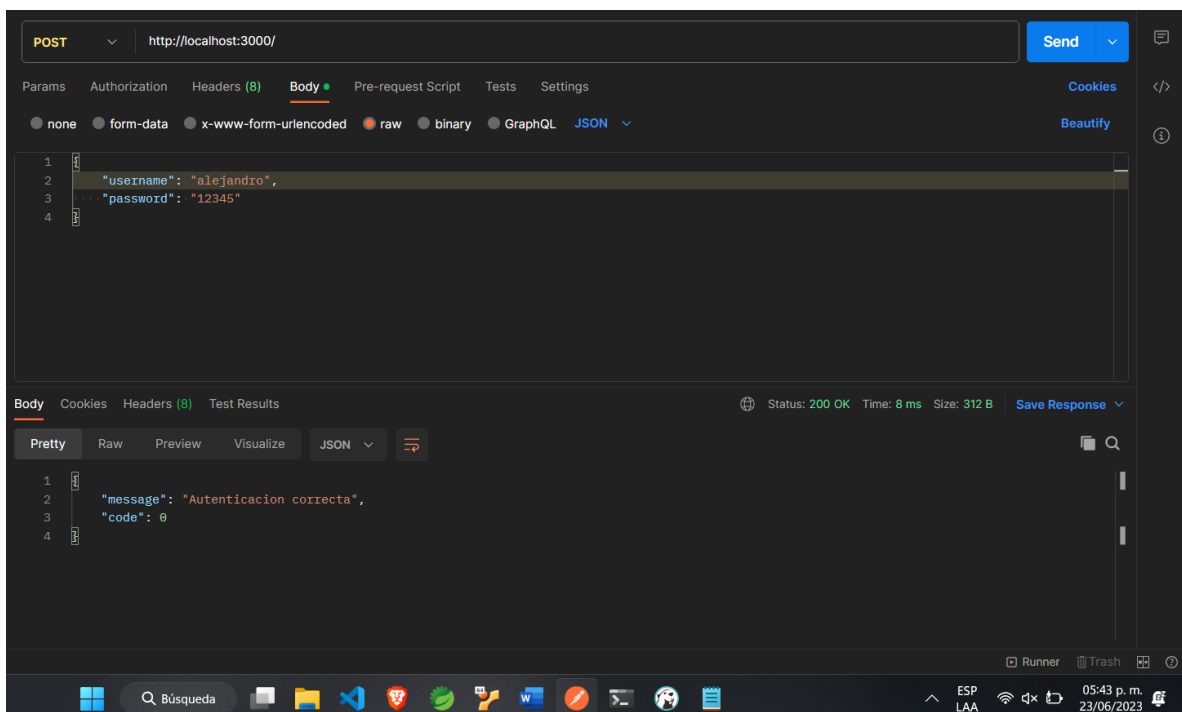 POST http://localhost:3000/ Send
Params Authorization Headers (8) Body Pre-request Script Tests Settings Cookies
none form-data x-www-form-urlencoded raw binary GraphQL JSON Beautify
1 {
2 "username": "alejandro",
3 "password": "12345"
4 }
Body Cookies Headers (8) Test Results Status: 200 OK Time: 8 ms Size: 312 B Save Response
Pretty Raw Preview Visualize JSON
1 {
2 "message": "Autenticacion correcta",
3 "code": 0
4 }
Runner Trash
Búsqueda ESP 05:43 p. m.
LAA 23/06/2023